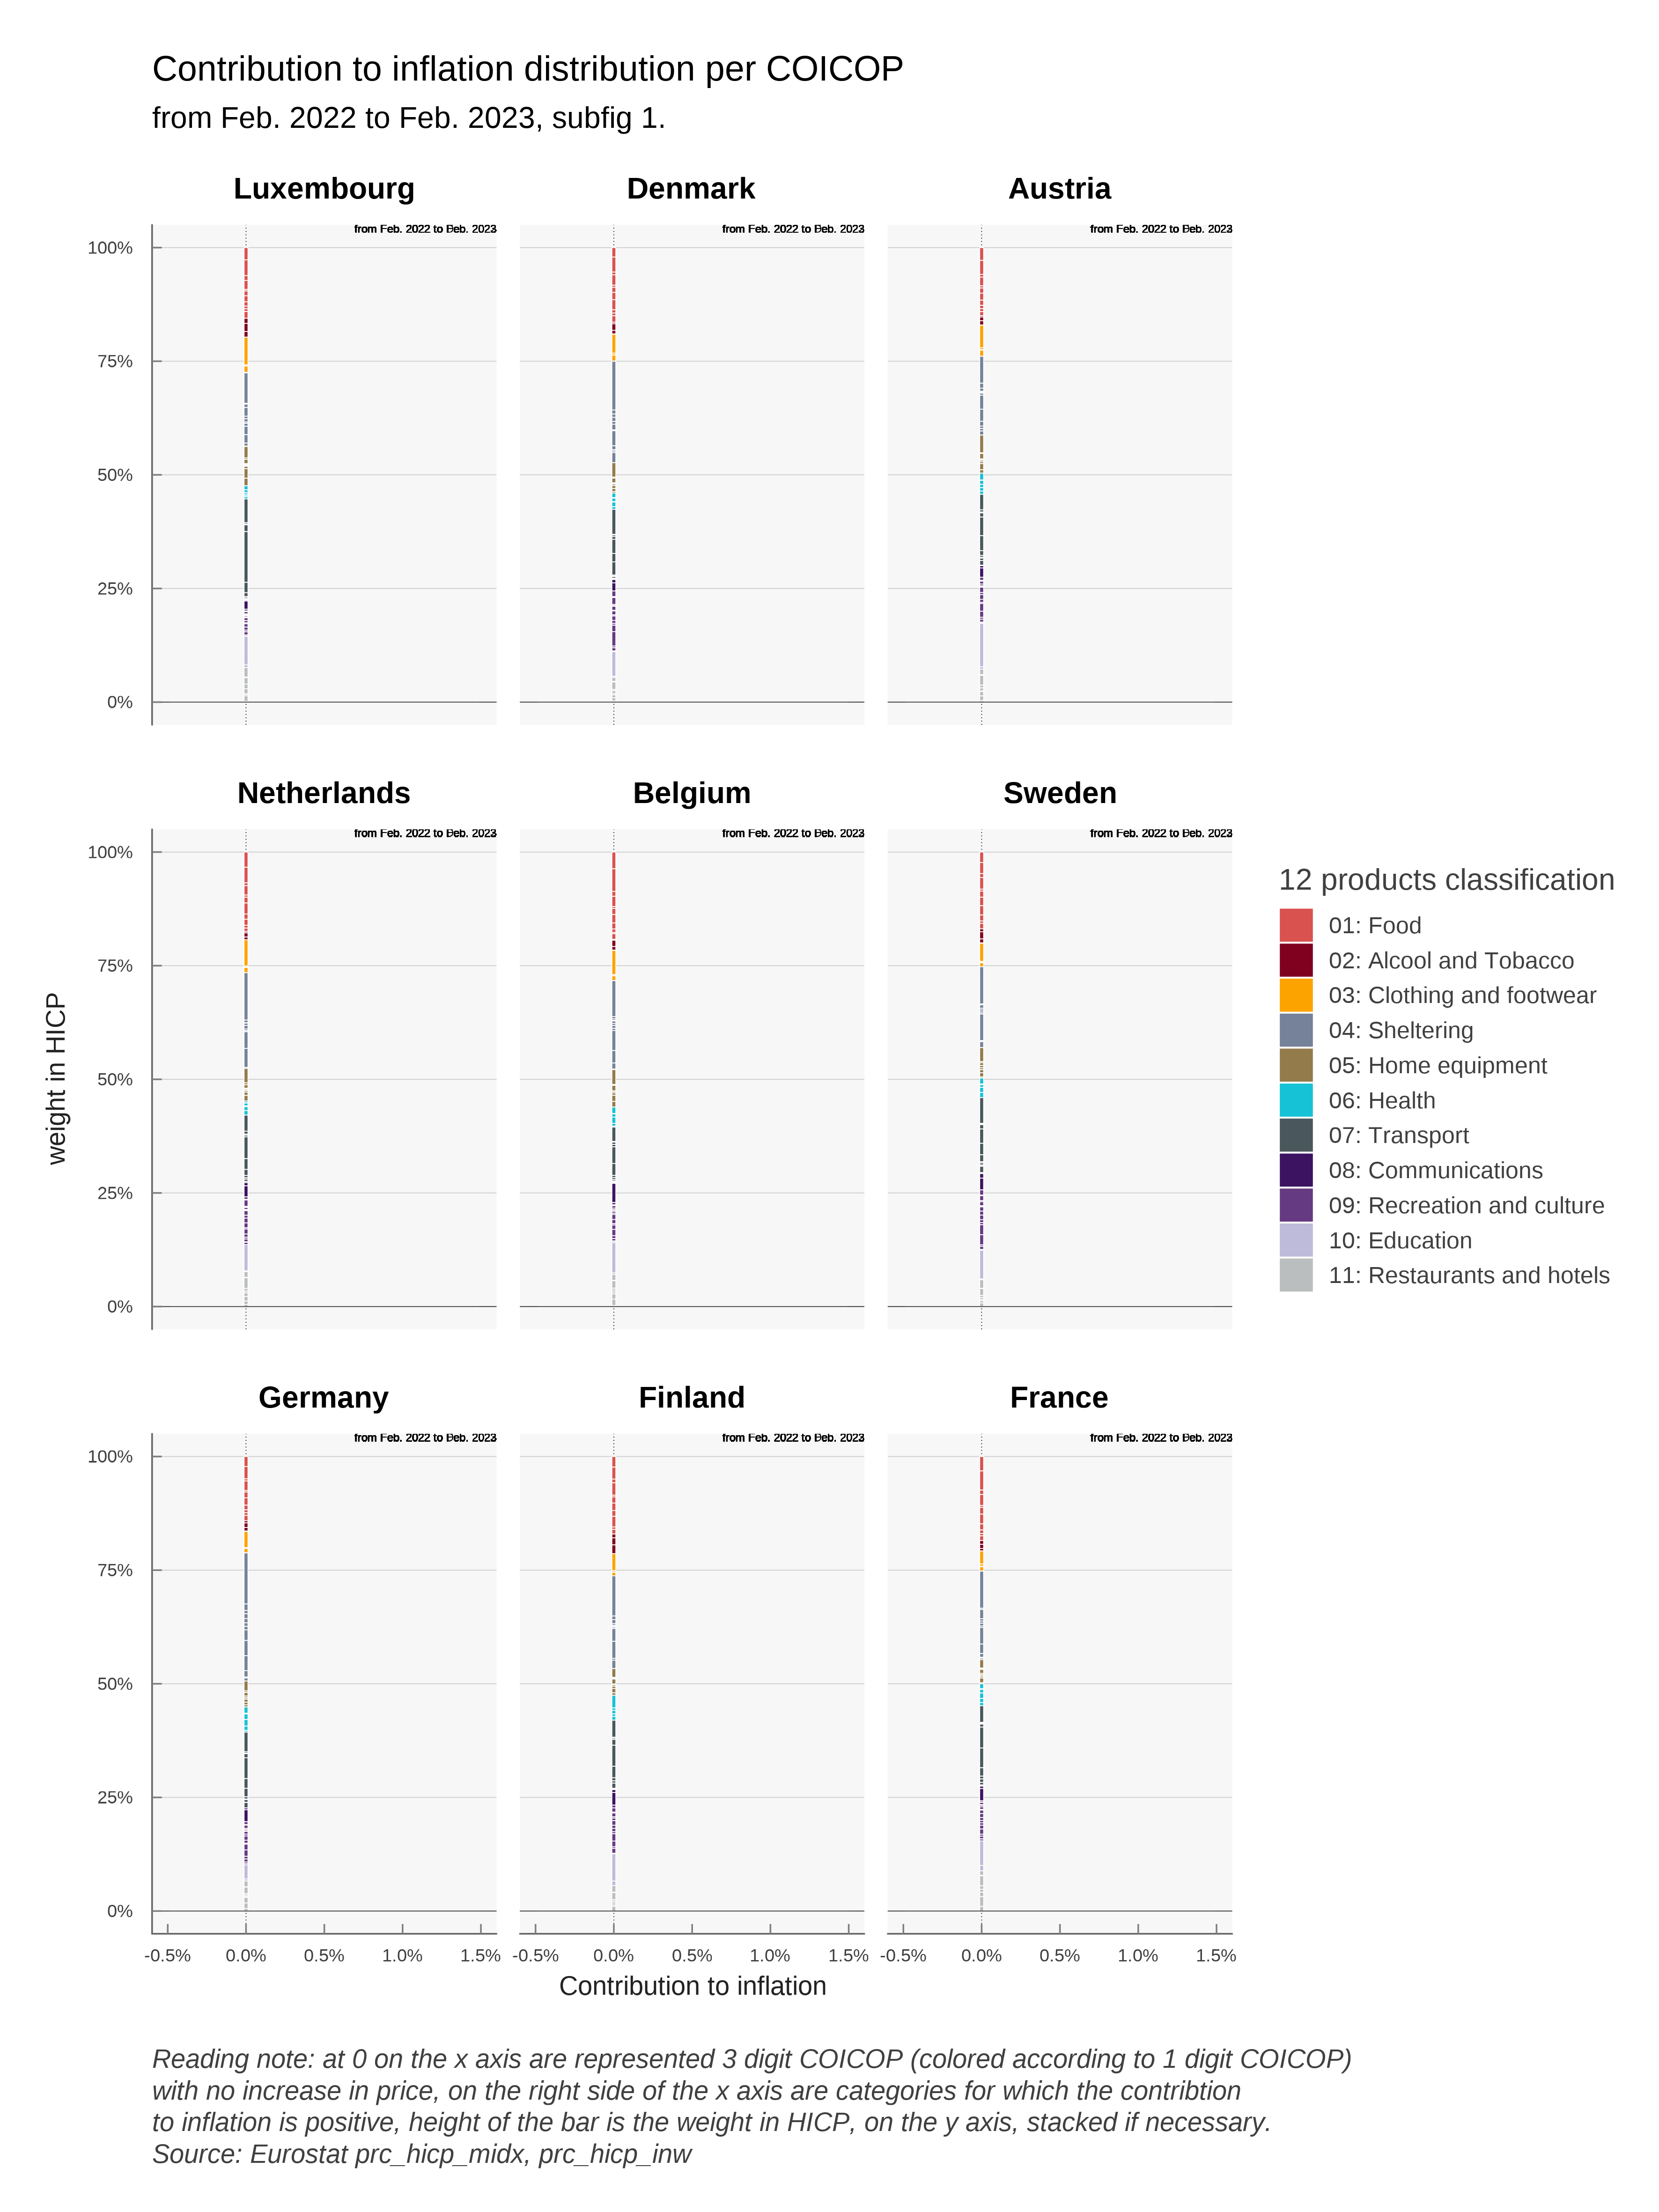 Contribution to inflation distribution per COICOP
from Feb. 2022 to Feb. 2023, subfig 1.
Luxembourg Denmark Austria
from Feb. 2022 to Deb. 2023 from Feb. 2022 to Deb. 2023 from Feb. 2022 to Deb. 2023
100%
75%
50%
25%
0%
Netherlands Belgium Sweden
from Feb. 2022 to Deb. 2023 from Feb. 2022 to Deb. 2023 from Feb. 2022 to Deb. 2023
100%
75%
50%
25%
0%
weight in HICP
12 products classification
01: Food
02: Alcool and Tobacco
03: Clothing and footwear
04: Sheltering
05: Home equipment
06: Health
07: Transport
08: Communications
09: Recreation and culture
10: Education
11: Restaurants and hotels
Germany Finland France
from Feb. 2022 to Deb. 2023 from Feb. 2022 to Deb. 2023 from Feb. 2022 to Deb. 2023
100%
75%
50%
25%
0%
-0.5% 0.0% 0.5% 1.0% 1.5% -0.5% 0.0% 0.5% 1.0% 1.5% -0.5% 0.0% 0.5% 1.0% 1.5%
Contribution to inflation
Reading note: at 0 on the x axis are represented 3 digit COICOP (colored according to 1 digit COICOP)
with no increase in price, on the right side of the x axis are categories for which the contribtion
to inflation is positive, height of the bar is the weight in HICP, on the y axis, stacked if necessary.
Source: Eurostat prc_hicp_midx, prc_hicp_inw